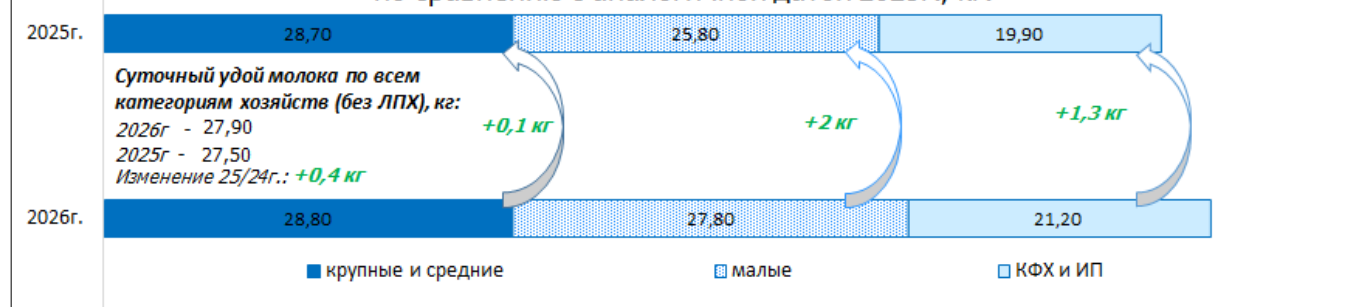 2025г.
28,70
25,80
19,90
Суточный удой молока по всем
категориям хозяйств (без ЛПХ), кг:
2026г - 27,90
2025г - 27,50
Изменение 25/24г.: +0,4 кг
+0,1 кг
+2 кг
+1,3 кг
2026г.
28,80
27,80
21,20
крупные и средние
малые
КФХ и ИП